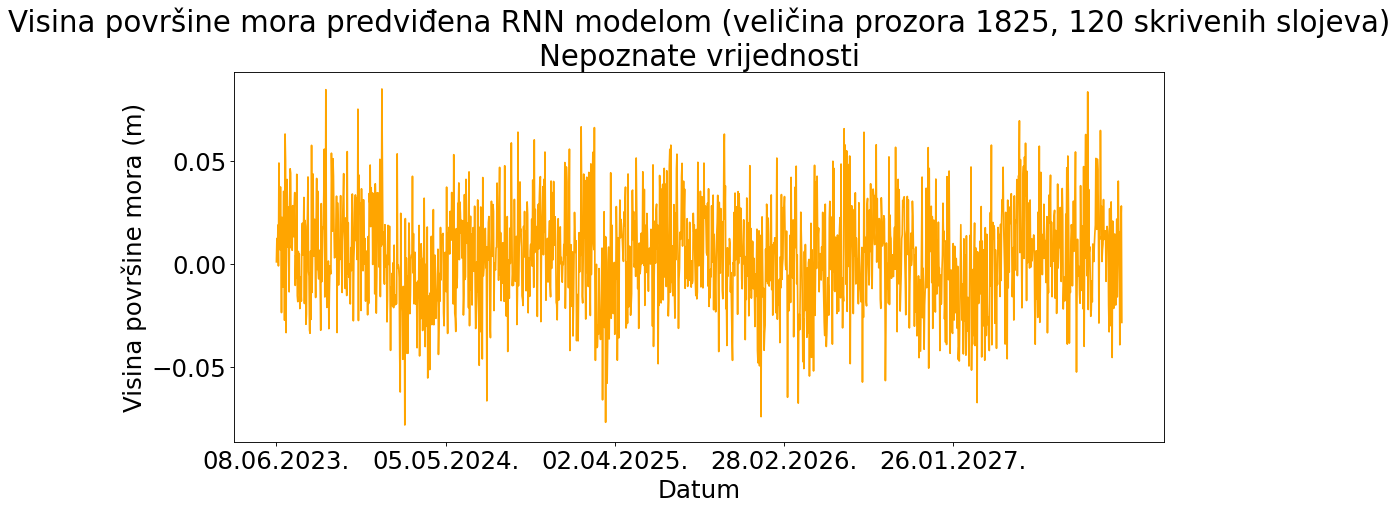 Visina površine mora predviđena RNN modelom (veličina prozora 1825, 120 skrivenih slojeva)
Nepoznate vrijednosti
Visina površine mora (m)
0.05
0.00
−0.05
08.06.2023. 05.05.2024. 02.04.2025. 28.02.2026. 26.01.2027.
Datum